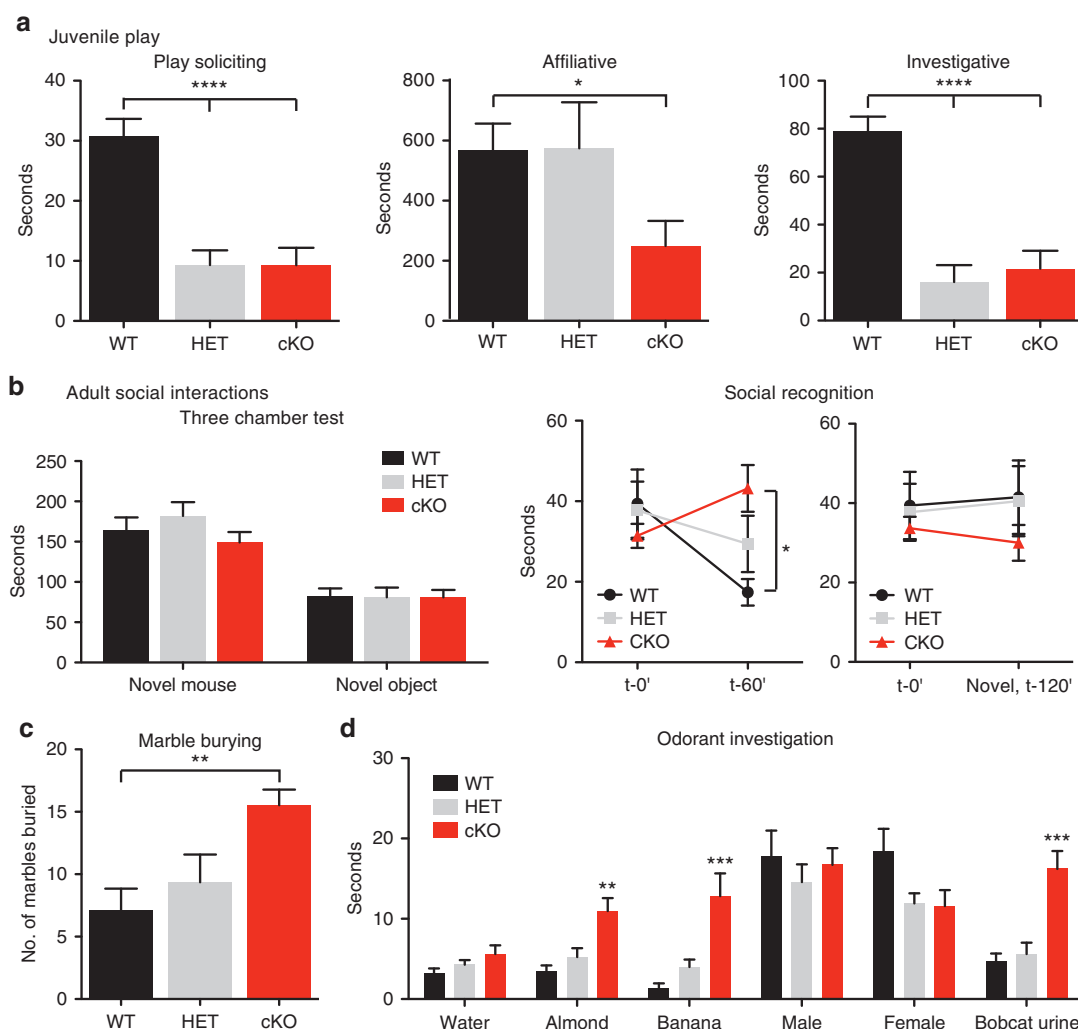 a
Juvenile play
Play soliciting
Affiliative
Investigative
****
*
****
40
30
20
10
0
Seconds
WT HET cKO
800
600
400
200
0
Seconds
WT HET cKO
80
60
40
20
0
Seconds
WT HET cKO
b
Adult social interactions
Three chamber test
250
200
150
100
50
0
Seconds
WT
HET
cKO
Novel mouse Novel object
Social recognition
60
40
20
0
Seconds
*
WT
HET
CKO
t-0' t-60'
60
40
20
0
WT
HET
CKO
t-0' Novel, t-120'
c
Marble burying
**
20
15
10
5
0
No. of marbles buried
WT HET cKO
d
Odorant investigation
30
20
10
0
Seconds
WT
HET
cKO
**
***
***
Water Almond Banana Male Female Bobcat urine